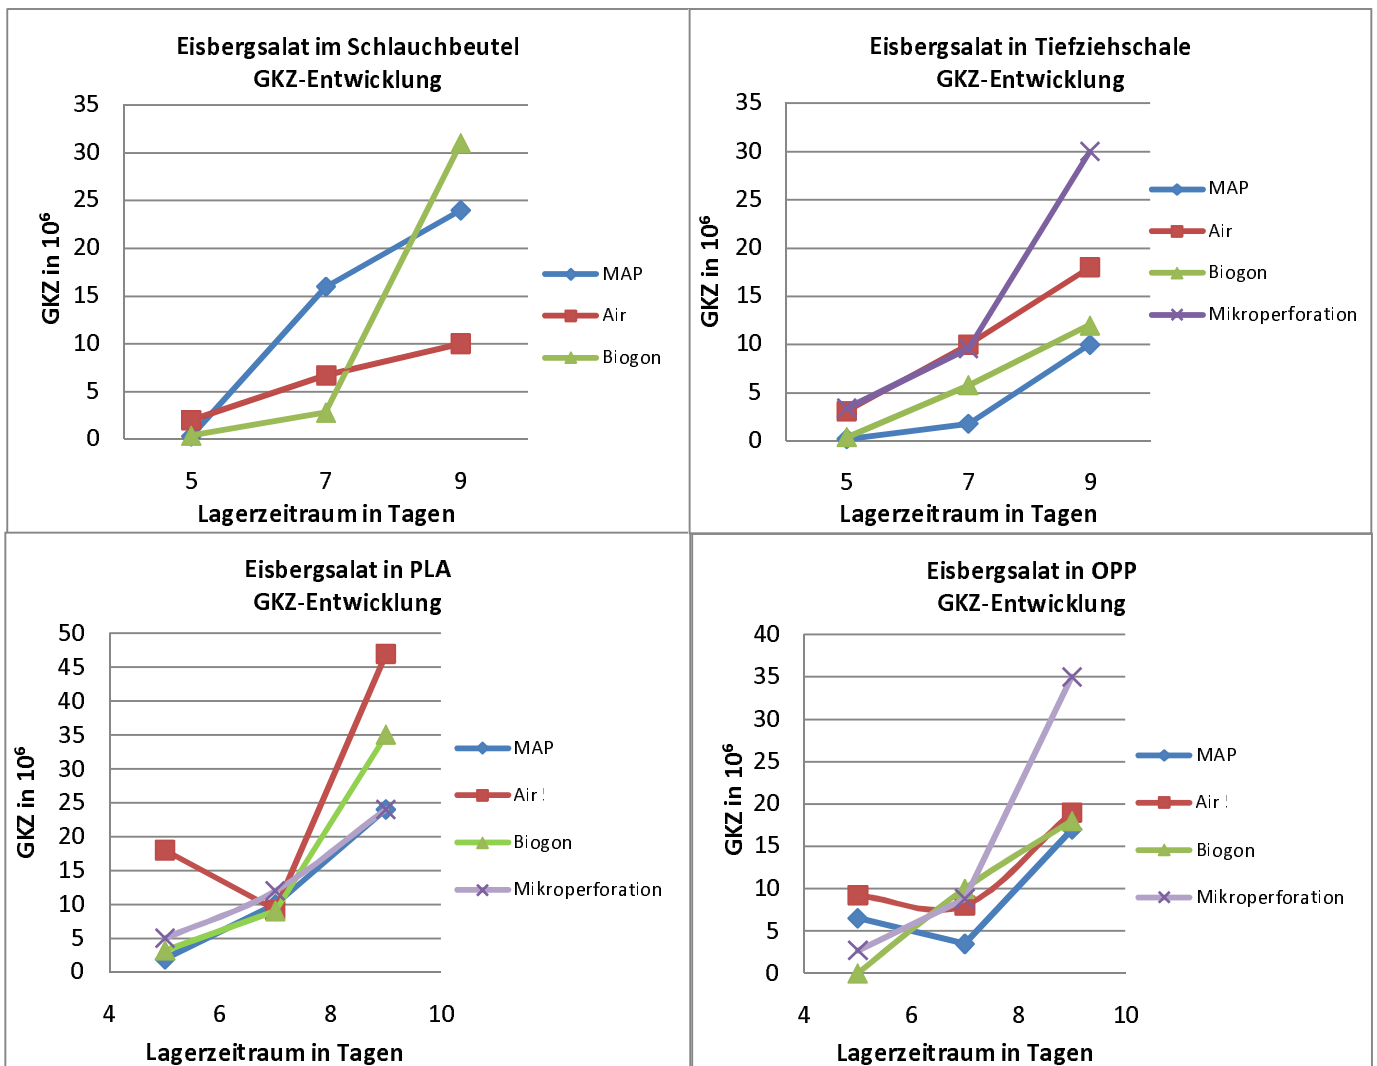 Eisbergsalat im Schlauchbeutel
GKZ-Entwicklung
35
30
25
20
15
10
5
0
GKZ in 10⁶
5 7 9
Lagerzeitraum in Tagen
MAP
Air
Biogon
Eisbergsalat in Tiefziehschale
GKZ-Entwicklung
35
30
25
20
15
10
5
0
GKZ in 10⁶
5 7 9
Lagerzeitraum in Tagen
MAP
Air
Biogon
Mikroperforation
Eisbergsalat in PLA
GKZ-Entwicklung
50
45
40
35
30
25
20
15
10
5
0
GKZ in 10⁶
4 6 8 10
Lagerzeitraum in Tagen
MAP
Air !
Biogon
Mikroperforation
Eisbergsalat in OPP
GKZ-Entwicklung
40
35
30
25
20
15
10
5
0
GKZ in 10⁶
4 6 8 10
Lagerzeitraum in Tagen
MAP
Air !
Biogon
Mikroperforation